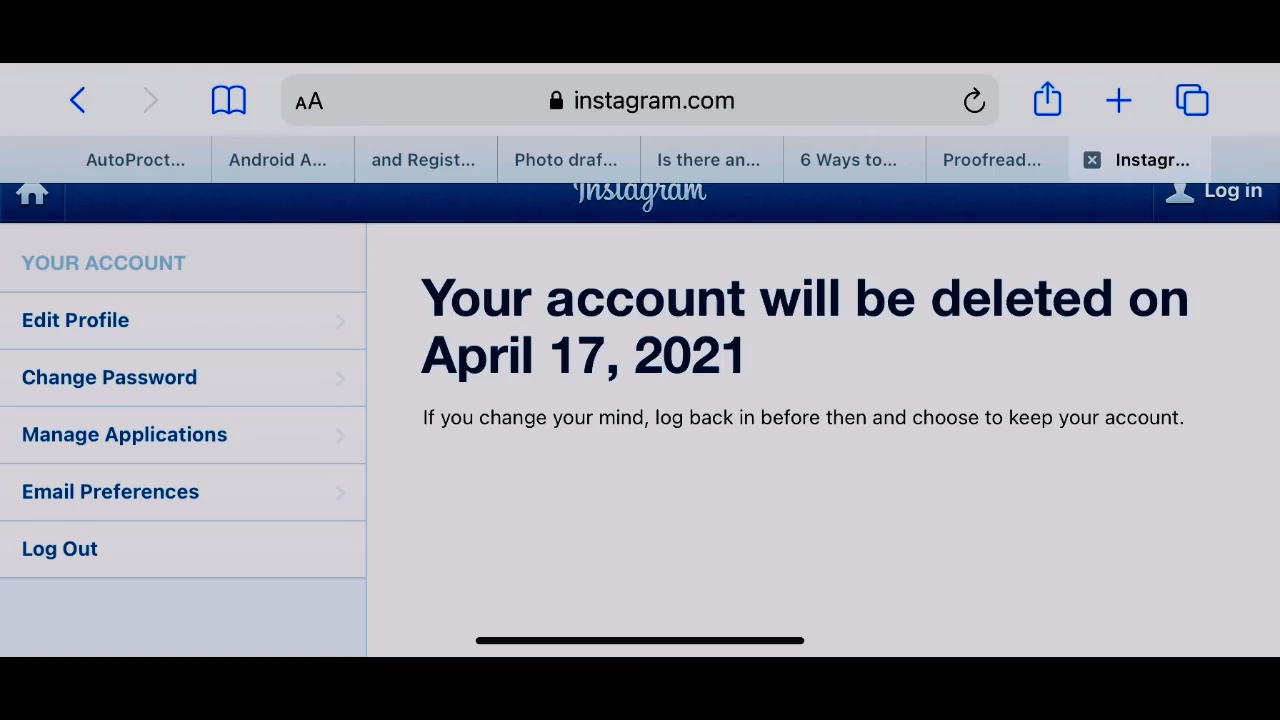 AA instagram.com
AutoProct... Android A... and Regist... Photo draf... Is there an... 6 Ways to... Proofread... Instagr...
Instagram Log in
YOUR ACCOUNT
Edit Profile
Change Password
Manage Applications
Email Preferences
Log Out
Your account will be deleted on
April 17, 2021
If you change your mind, log back in before then and choose to keep your account.